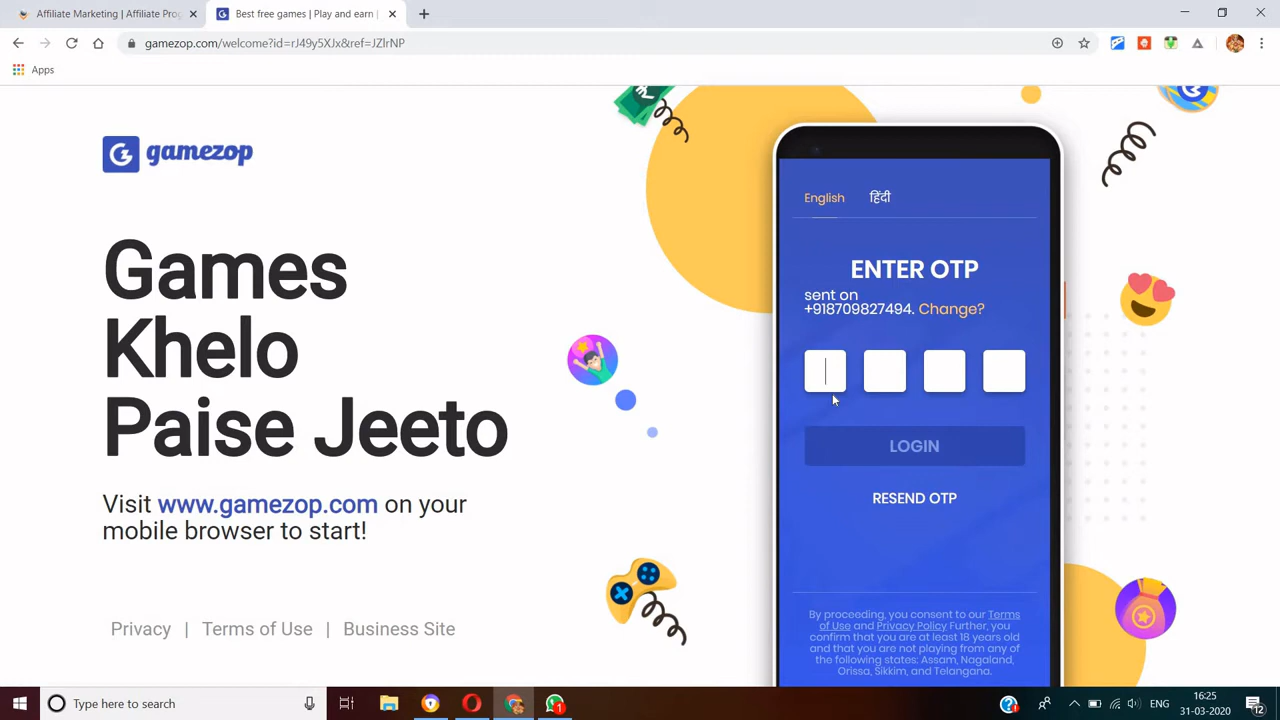 Affiliate Marketing | Affiliate Pro
Best free games | Play and earn
gamezop.com/welcome?id=rJ49y5XJx&ref=JZlrNP
Apps
gamezop
Games
Khelo
Paise Jeeto
Visit www.gamezop.com on your
mobile browser to start!
Privacy | Terms of Use | Business Site
English हिंदी
ENTER OTP
sent on
+918709827494. Change?
LOGIN
RESEND OTP
By proceeding, you consent to our Terms
of Use and Privacy Policy Further, you
confirm that you are at least 18 years old
and that you are not playing from any of
the following states: Assam, Nagaland,
Orissa, Sikkim, and Telangana.
Type here to search
ENG
16:25
31-03-2020
12